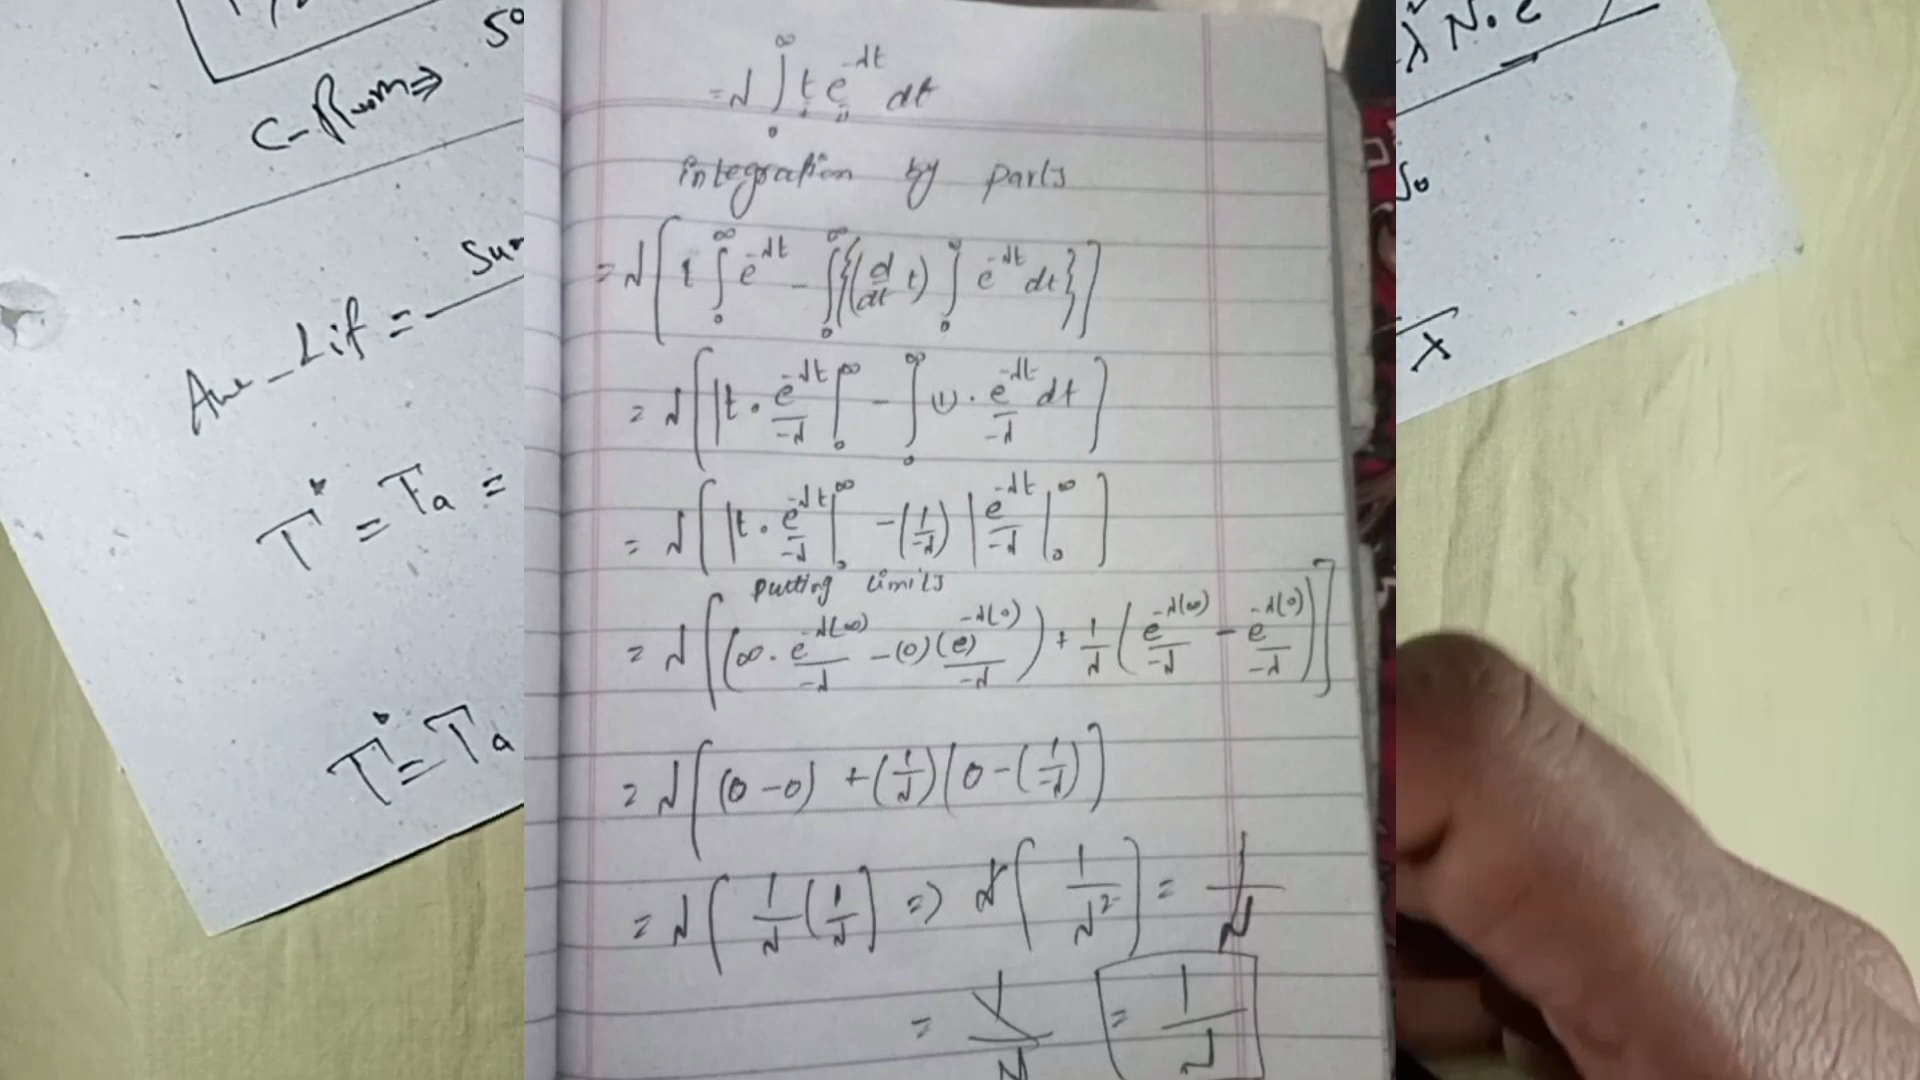 C-Prum⇒
Ave_Lif =
T = Ta =
T = Ta
= λ ∫₀^∞ t e^{-λt} dt
integration by parts
= λ [ t ∫₀^∞ e^{-λt} - ∫₀^∞ {( d/dt t) ∫₀^∞ e^{-λt} dt } ]
= λ [ |t · e^{-λt}/-λ |₀^∞ - ∫₀^∞ (1) · e^{-λt}/-λ dt ]
= λ [ |t · e^{-λt}/-λ |₀^∞ - (1/-λ) | e^{-λt}/-λ |₀^∞ ]
putting limits
= λ [ (∞ · e^{-λ(∞)}/-λ - (0) (e)^{-λ(0)}/-λ ) + 1/λ ( e^{-λ(∞)}/-λ - e^{-λ(0)}/-λ ) ]
= λ [ (0 - 0) + (1/λ) (0 - (1/-λ) ]
= λ [ 1/λ (1/λ ] => λ [ 1/λ² ] = 1/λ
= 1/λ